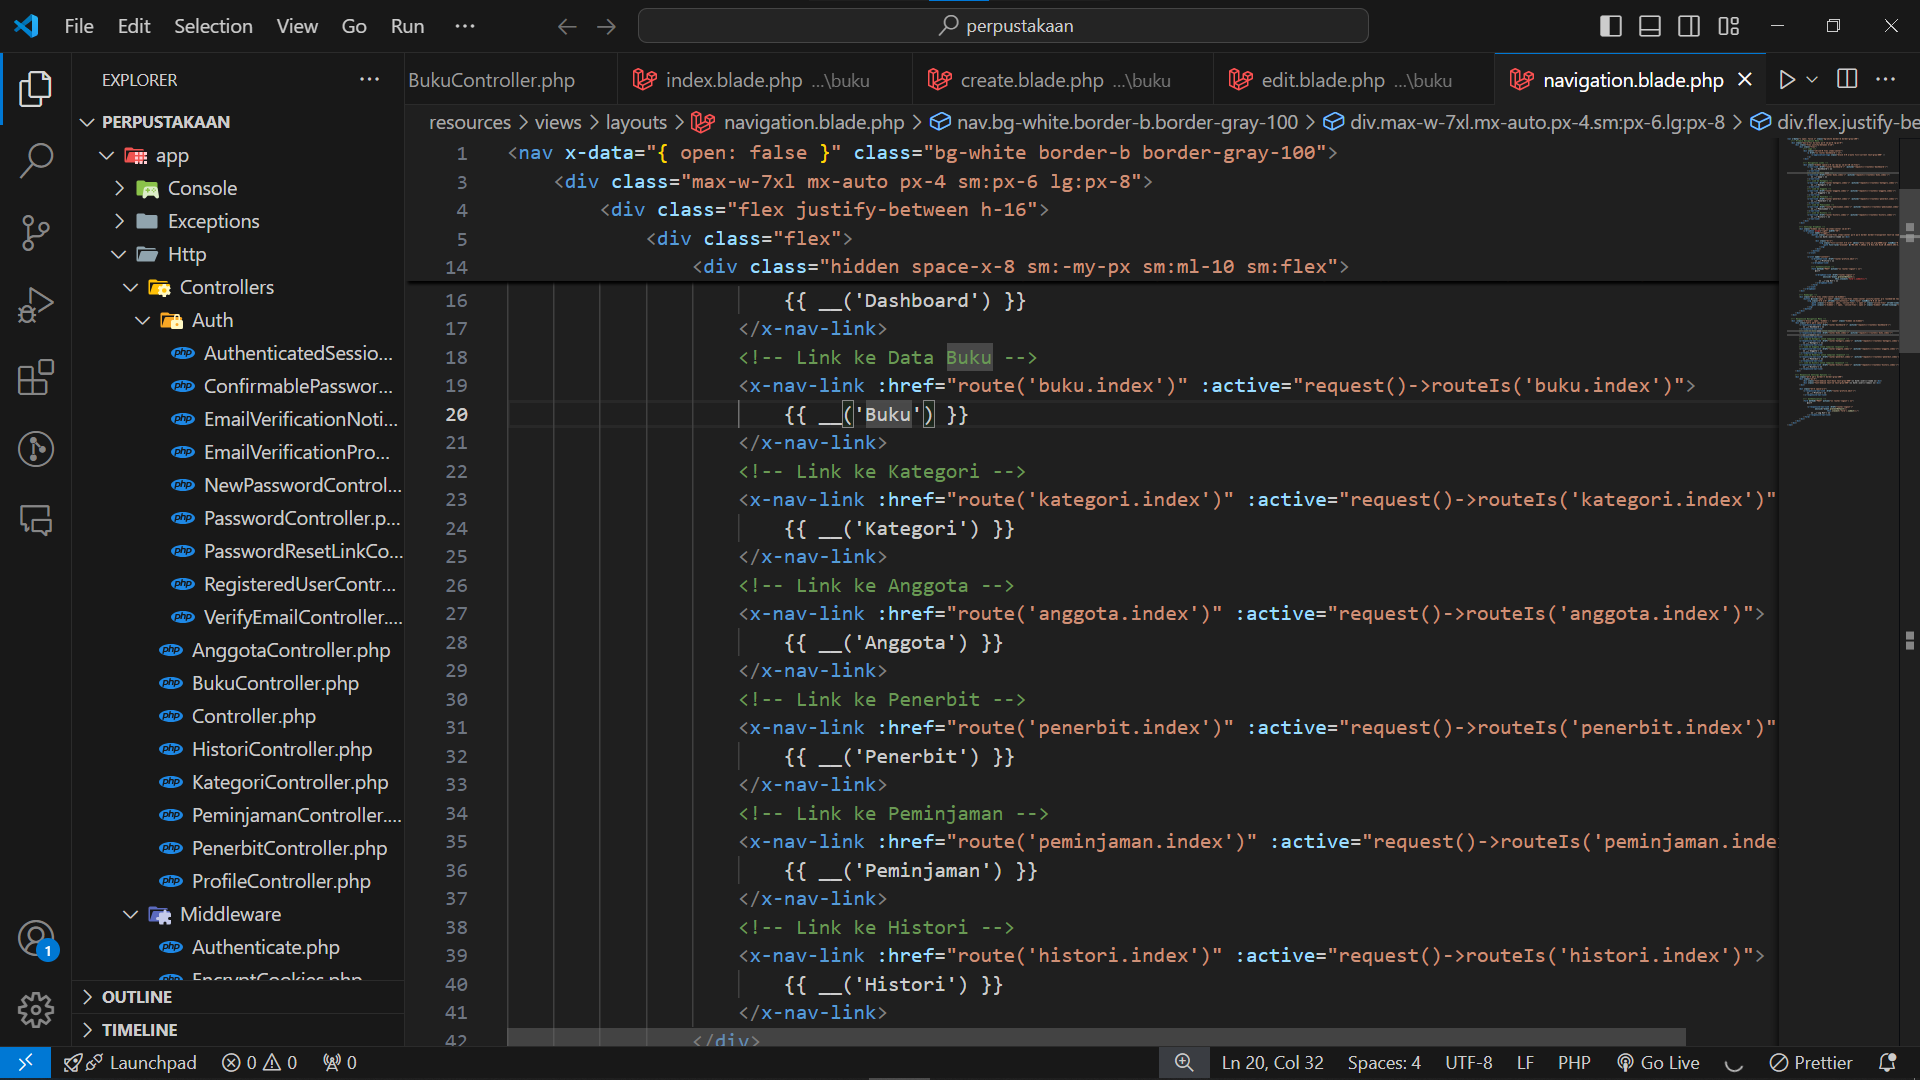 File Edit Selection View Go Run ··· perpustakaan
EXPLORER
BukuController.php index.blade.php ...\buku create.blade.php ...\buku edit.blade.php ...\buku navigation.blade.php
PERPUSTAKAAN
app
Console
Exceptions
Http
Controllers
Auth
AuthenticatedSessio...
ConfirmablePasswor...
EmailVerificationNoti...
EmailVerificationPro...
NewPasswordControl...
PasswordController.p...
PasswordResetLinkCo...
RegisteredUserContr...
VerifyEmailController....
AnggotaController.php
BukuController.php
Controller.php
HistoriController.php
KategoriController.php
PeminjamanController....
PenerbitController.php
ProfileController.php
Middleware
Authenticate.php
EncryptCookies.php
OUTLINE
TIMELINE
resources > views > layouts > navigation.blade.php > nav.bg-white.border-b.border-gray-100 > div.max-w-7xl.mx-auto.px-4.sm:px-6.lg:px-8 > div.flex.justify-be
1 <nav x-data="{ open: false }" class="bg-white border-b border-gray-100">
3 <div class="max-w-7xl mx-auto px-4 sm:px-6 lg:px-8">
4 <div class="flex justify-between h-16">
5 <div class="flex">
14 <div class="hidden space-x-8 sm:-my-px sm:ml-10 sm:flex">
16 {{ __('Dashboard') }}
17 </x-nav-link>
18 <!-- Link ke Data Buku -->
19 <x-nav-link :href="route('buku.index')" :active="request()->routeIs('buku.index')">
20 {{ __('Buku') }}
21 </x-nav-link>
22 <!-- Link ke Kategori -->
23 <x-nav-link :href="route('kategori.index')" :active="request()->routeIs('kategori.index')"
24 {{ __('Kategori') }}
25 </x-nav-link>
26 <!-- Link ke Anggota -->
27 <x-nav-link :href="route('anggota.index')" :active="request()->routeIs('anggota.index')">
28 {{ __('Anggota') }}
29 </x-nav-link>
30 <!-- Link ke Penerbit -->
31 <x-nav-link :href="route('penerbit.index')" :active="request()->routeIs('penerbit.index')"
32 {{ __('Penerbit') }}
33 </x-nav-link>
34 <!-- Link ke Peminjaman -->
35 <x-nav-link :href="route('peminjaman.index')" :active="request()->routeIs('peminjaman.inde
36 {{ __('Peminjaman') }}
37 </x-nav-link>
38 <!-- Link ke Histori -->
39 <x-nav-link :href="route('histori.index')" :active="request()->routeIs('histori.index')">
40 {{ __('Histori') }}
41 </x-nav-link>
42 </div>
1
Launchpad 0 0 0 Ln 20, Col 32 Spaces: 4 UTF-8 LF PHP Go Live Prettier